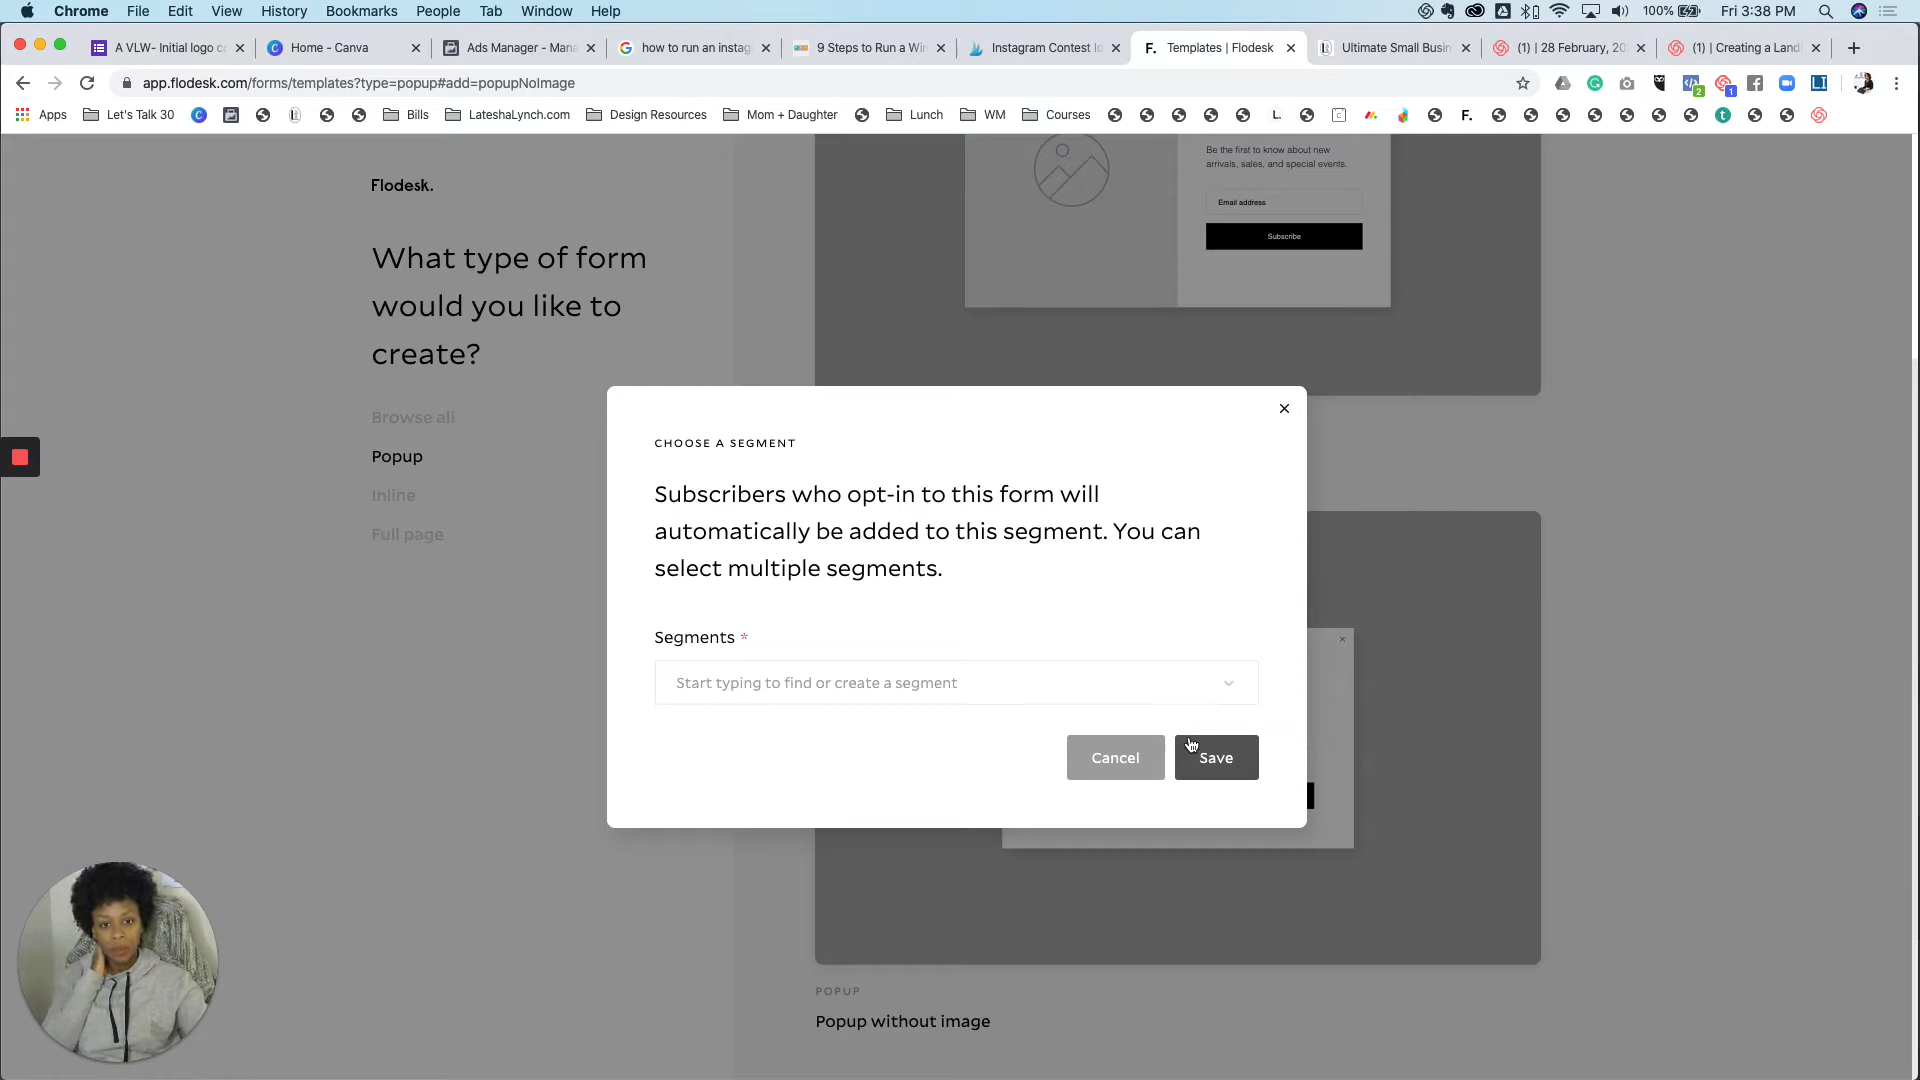 Chrome File Edit View History Bookmarks People Tab Window Help 100% Fri 3:38 PM
A VLW- Initial logo co Home - Canva Ads Manager - Mana how to run an instag 9 Steps to Run a Win Instagram Contest Templates | Flodesk Ultimate Small Busin (1) | 28 February, 20 (1) | Creating a Land
app.flodesk.com/forms/templates?type=popup#add=popupNoImage
Apps Let's Talk 30 Bills LateshaLynch.com Design Resources Mom + Daughter Lunch WM Courses
Flodesk.
What type of form
would you like to
create?
Browse all
Popup
Inline
Full page
Be the first to know about new
arrivals, sales, and special events.
Email address
Subscribe
CHOOSE A SEGMENT
Subscribers who opt-in to this form will
automatically be added to this segment. You can
select multiple segments.
Segments *
Start typing to find or create a segment
Cancel Save
POPUP
Popup without image